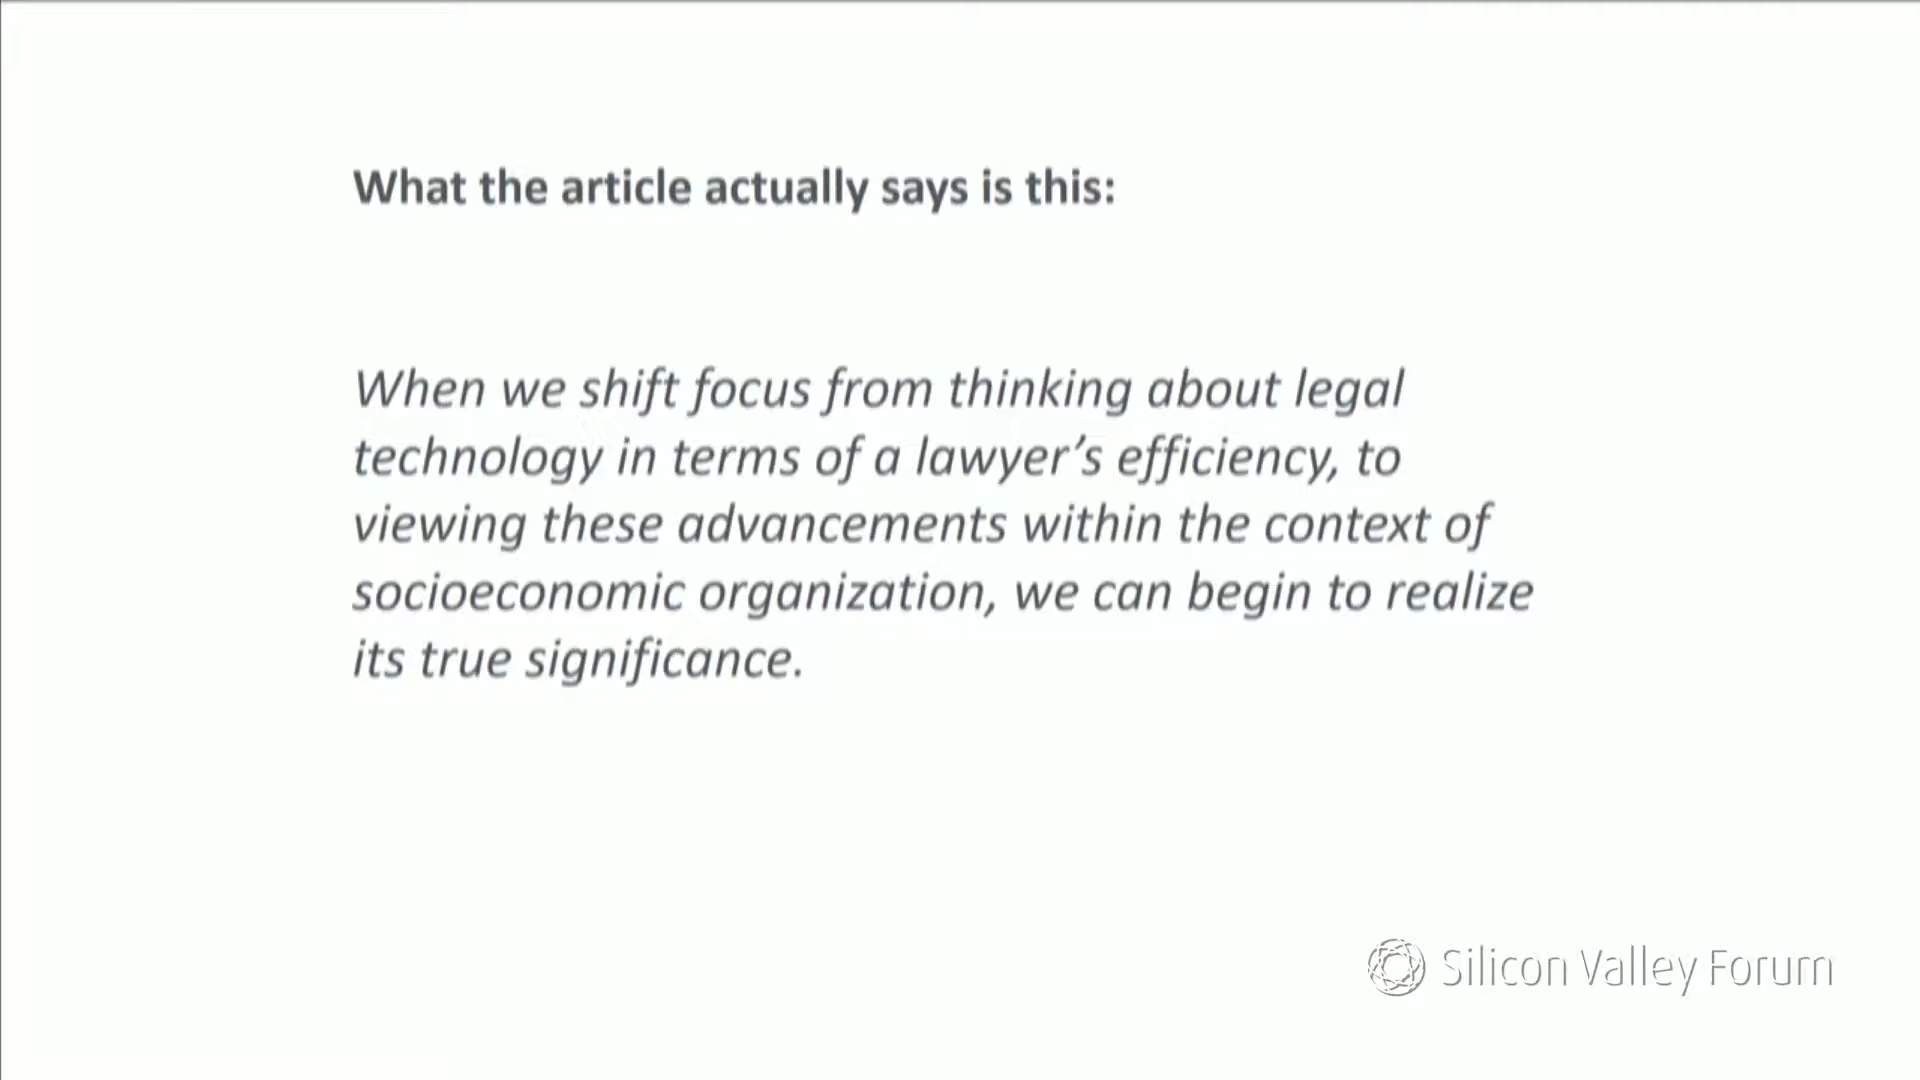 What the article actually says is this:
When we shift focus from thinking about legal
technology in terms of a lawyer’s efficiency, to
viewing these advancements within the context of
socioeconomic organization, we can begin to realize
its true significance.
Silicon Valley Forum